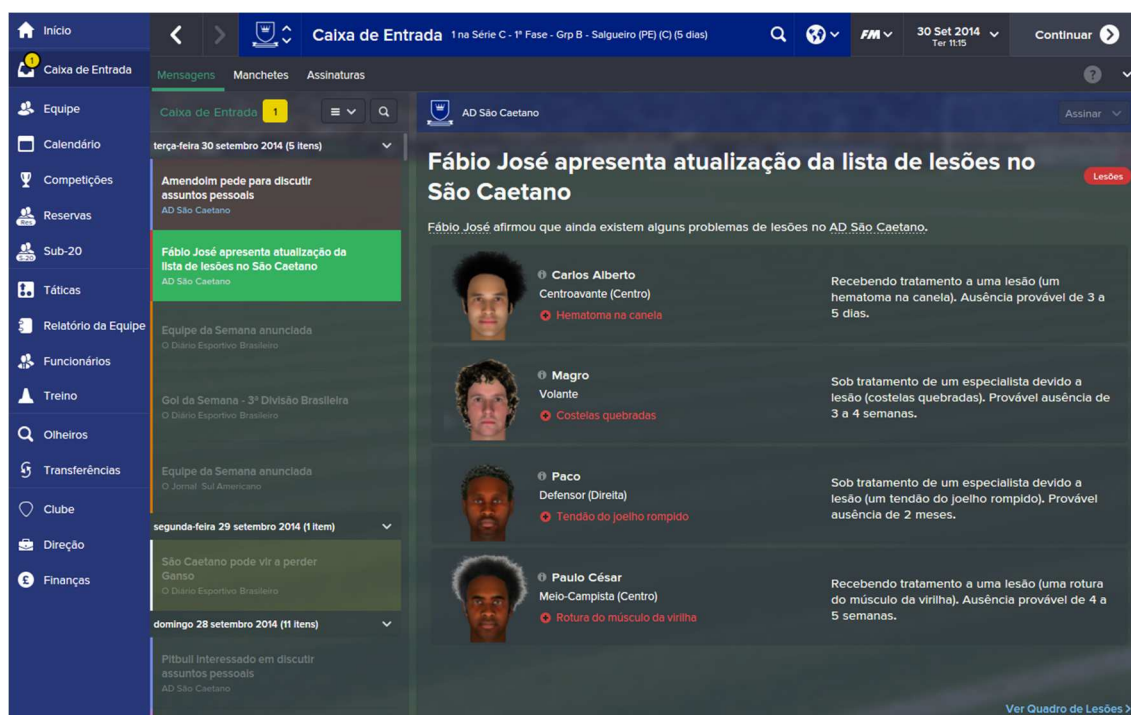 Início
Caixa de Entrada
1
Equipe
Calendário
Competições
Reservas
Res
Sub-20
S-20
Táticas
Relatório da Equipe
Funcionários
Treino
Olheiros
Transferências
Clube
Direção
Finanças
Caixa de Entrada
1 na Série C - 1ª Fase - Grp B - Salgueiro (PE) (C) (5 dias)
FM
30 Set 2014
Ter 11:15
Continuar
Mensagens Manchetes Assinaturas
?
Caixa de Entrada 1
terça-feira 30 setembro 2014 (5 itens)
Amendoim pede para discutir
assuntos pessoais
AD São Caetano
Fábio José apresenta atualização da
lista de lesões no São Caetano
AD São Caetano
Equipe da Semana anunciada
O Diário Esportivo Brasileiro
Gol da Semana - 3ª Divisão Brasileira
O Diário Esportivo Brasileiro
Equipe da Semana anunciada
O Jornal Sul Americano
segunda-feira 29 setembro 2014 (1 item)
São Caetano pode vir a perder
Ganso
O Diário Esportivo Brasileiro
domingo 28 setembro 2014 (11 itens)
Pitbull interessado em discutir
assuntos pessoais
AD São Caetano
AD São Caetano
Assinar
Fábio José apresenta atualização da lista de lesões no
São Caetano
Lesões
Fábio José afirmou que ainda existem alguns problemas de lesões no AD São Caetano.
Carlos Alberto
Centroavante (Centro)
Hematoma na canela
Recebendo tratamento a uma lesão (um
hematoma na canela). Ausência provável de 3 a
5 dias.
Magro
Volante
Costelas quebradas
Sob tratamento de um especialista devido a
lesão (costelas quebradas). Provável ausência de
3 a 4 semanas.
Paco
Defensor (Direita)
Tendão do joelho rompido
Sob tratamento de um especialista devido a
lesão (um tendão do joelho rompido). Provável
ausência de 2 meses.
Paulo César
Meio-Campista (Centro)
Rotura do músculo da virilha
Recebendo tratamento a uma lesão (uma rotura
do músculo da virilha). Ausência provável de 4 a
5 semanas.
Ver Quadro de Lesões